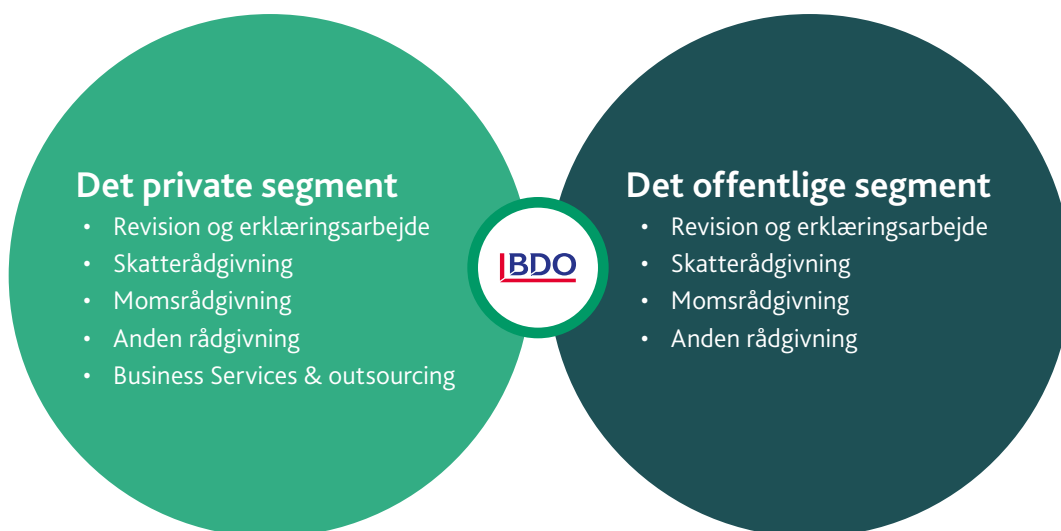 Det private segment
• Revision og erklæringsarbejde
• Skatterådgivning
• Momsrådgivning
• Anden rådgivning
• Business Services & outsourcing
BDO
Det offentlige segment
• Revision og erklæringsarbejde
• Skatterådgivning
• Momsrådgivning
• Anden rådgivning